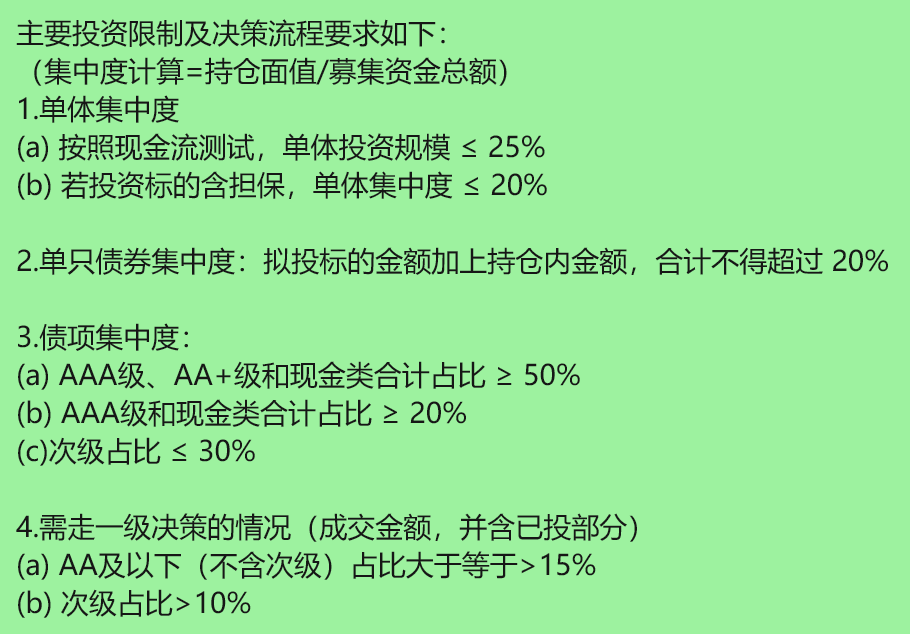 主要投资限制及决策流程要求如下：
（集中度计算=持仓面值/募集资金总额）
1.单体集中度
(a) 按照现金流测试，单体投资规模 ≤ 25%
(b) 若投资标的含担保，单体集中度 ≤ 20%
2.单只债券集中度：拟投标的金额加上持仓内金额，合计不得超过 20%
3.债项集中度：
(a) AAA级、AA+级和现金类合计占比 ≥ 50%
(b) AAA级和现金类合计占比 ≥ 20%
(c)次级占比 ≤ 30%
4.需走一级决策的情况（成交金额，并含已投部分）
(a) AA及以下（不含次级）占比大于等于>15%
(b) 次级占比>10%